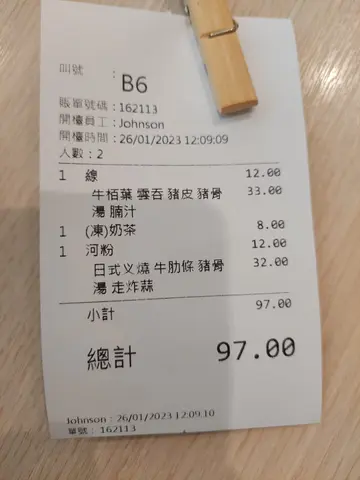 叫號 : B6
賬單號碼：162113
開檯員工：Johnson
開檯時間：26/01/2023 12:09:09
人數：2
1 線 12.00
牛栢葉 雲吞 豬皮 豬骨 33.00
湯 腩汁
1 (凍)奶茶 8.00
1 河粉 12.00
日式叉燒 牛肋條 豬骨 32.00
湯 走炸蒜
小計 97.00
總計 97.00
Johnson : 26/01/2023 12:09:10
單號 : 162113